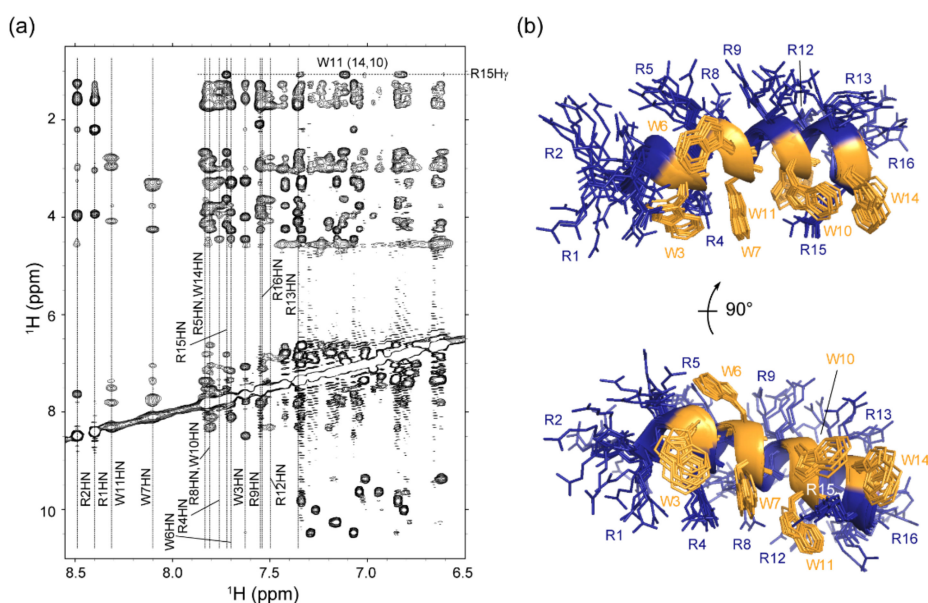 (a)
W11 (14,10)
R15Hγ
2
4
6
8
10
¹H (ppm)
R2HN
R1HN
W11HN
W7HN
W6HN
R4HN
R8HN,W10HN
R15HN
R5HN,W14HN
W3HN
R9HN
R12HN
R16HN
R13HN
8.5
8.0
7.5
7.0
6.5
¹H (ppm)
(b)
R9
R12
R5
R8
R13
W6
R2
R16
W14
W11
W3
R4
W10
R1
W7
R15
90°
W6
W10
R5
R9
R13
R2
W14
W3
R15
W7
R1
R4
R8
R16
R12
W11